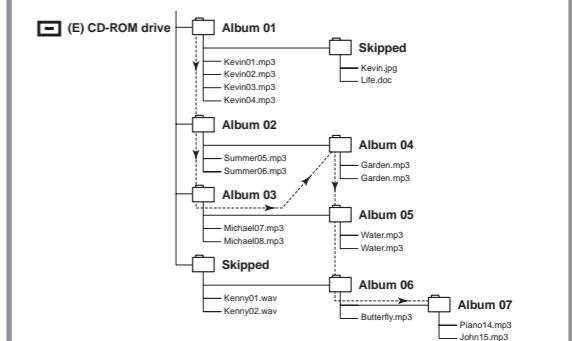 (E) CD-ROM drive
Album 01
Kevin01.mp3
Kevin02.mp3
Kevin03.mp3
Kevin04.mp3
Skipped
Kevin.jpg
Life.doc
Album 02
Summer05.mp3
Summer06.mp3
Album 04
Garden.mp3
Garden.mp3
Album 03
Michael07.mp3
Michael08.mp3
Album 05
Water.mp3
Water.mp3
Skipped
Kenny01.wav
Kenny02.wav
Album 06
Butterfly.mp3
Album 07
Piano14.mp3
John15.mp3